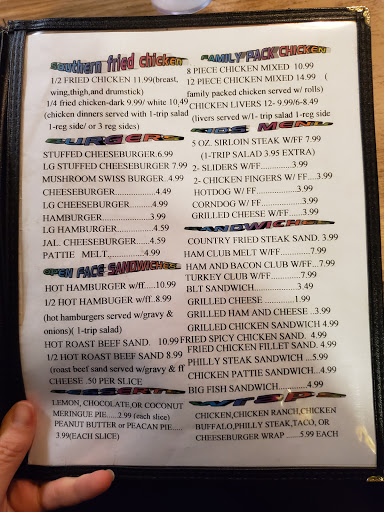 Southern fried chicken
1/2 FRIED CHICKEN 11.99(breast,
wing,thigh,and drumstick)
1/4 fried chicken-dark 9.99/ white 10.49
(chicken dinners served with 1-trip salad
1-reg side/ or 3 reg sides)
BURGERS
STUFFED CHEESEBURGER.6.99
LG STUFFED CHEESEBURGER 7.99
MUSHROOM SWISS BURGER .4.99
CHEESEBURGER............4.49
LG CHEESEBURGER.........4.99
HAMBURGER...............3.99
LG HAMBURGER............4.59
JAL CHEESEBURGER.....4.59
PATTIE MELT,............4.99
OPEN FACE SANDWICHES
HOT HAMBURGER w/ff.....10.99
1/2 HOT HAMBUGER w/ff..8.99
(hot hamburgers served w/gravy &
onions)( 1-trip salad)
HOT ROAST BEEF SAND. 10.99
1/2 HOT ROAST BEEF SAND 8.99
(roast beef sand served w/gravy & ff
CHEESE .50 PER SLICE
DESSERTS
LEMON, CHOCOLATE,OR COCONUT
MERINGUE PIE.....2.99 (each slice)
PEANUT BUTTER or PEACAN PIE.....
3.99(EACH SLICE)
FAMILY PACK CHICKEN
8 PIECE CHICKEN MIXED 10.99
12 PIECE CHICKEN MIXED 14.99 (
family packed chicken served w/ rolls)
CHICKEN LIVERS 12- 9.99/6-8.49
(livers served w/1- trip salad 1-reg side
KIDS MENU
5 OZ. SIRLOIN STEAK W/FF 7.99
(1-TRIP SALAD 3.95 EXTRA)
2- SLIDERS W/FF..............3.99
2- CHICKEN FINGERS W/ FF....3.99
HOTDOG W/ FF.................3.99
CORNDOG W/ FF................3.99
GRILLED CHEESE W/FF.....3.99
SANDWICHES
COUNTRY FRIED STEAK SAND. 3.99
HAM CLUB MELT W/FF.........7.99
HAM AND BACON CLUB W/FF...7.99
TURKEY CLUB W/FF.............7.99
BLT SANDWICH................3.49
GRILLED CHEESE ..............1.99
GRILLED HAM AND CHEESE ..3.99
GRILLED CHICKEN SANDWICH 4.99
FRIED SPICY CHICKEN SAND. 4.99
FRIED CHICKEN FILLET SAND. 4.99
PHILLY STEAK SANDWICH ...5.99
CHICKEN PATTIE SANDWICH...4.99
BIG FISH SANDWICH...........4.99
wraps
CHICKEN,CHICKEN RANCH,CHICKEN
BUFFALO,PHILLY STEAK,TACO,OR
CHEESEBURGER WRAP ......5.99 EACH